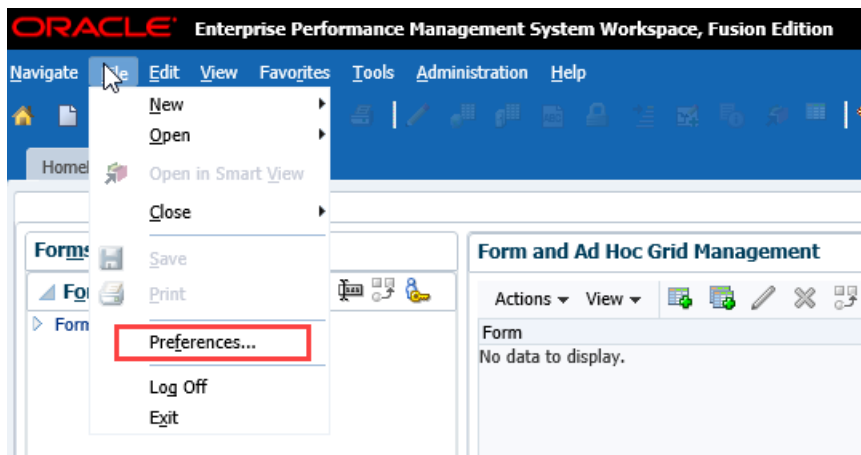 ORACLE Enterprise Performance Management System Workspace, Fusion Edition
Navigate Edit View Favorites Tools Administration Help
New
Open
Open in Smart View
Close
Save
Print
Preferences...
Log Off
Exit
Form and Ad Hoc Grid Management
Actions View
Form
No data to display.